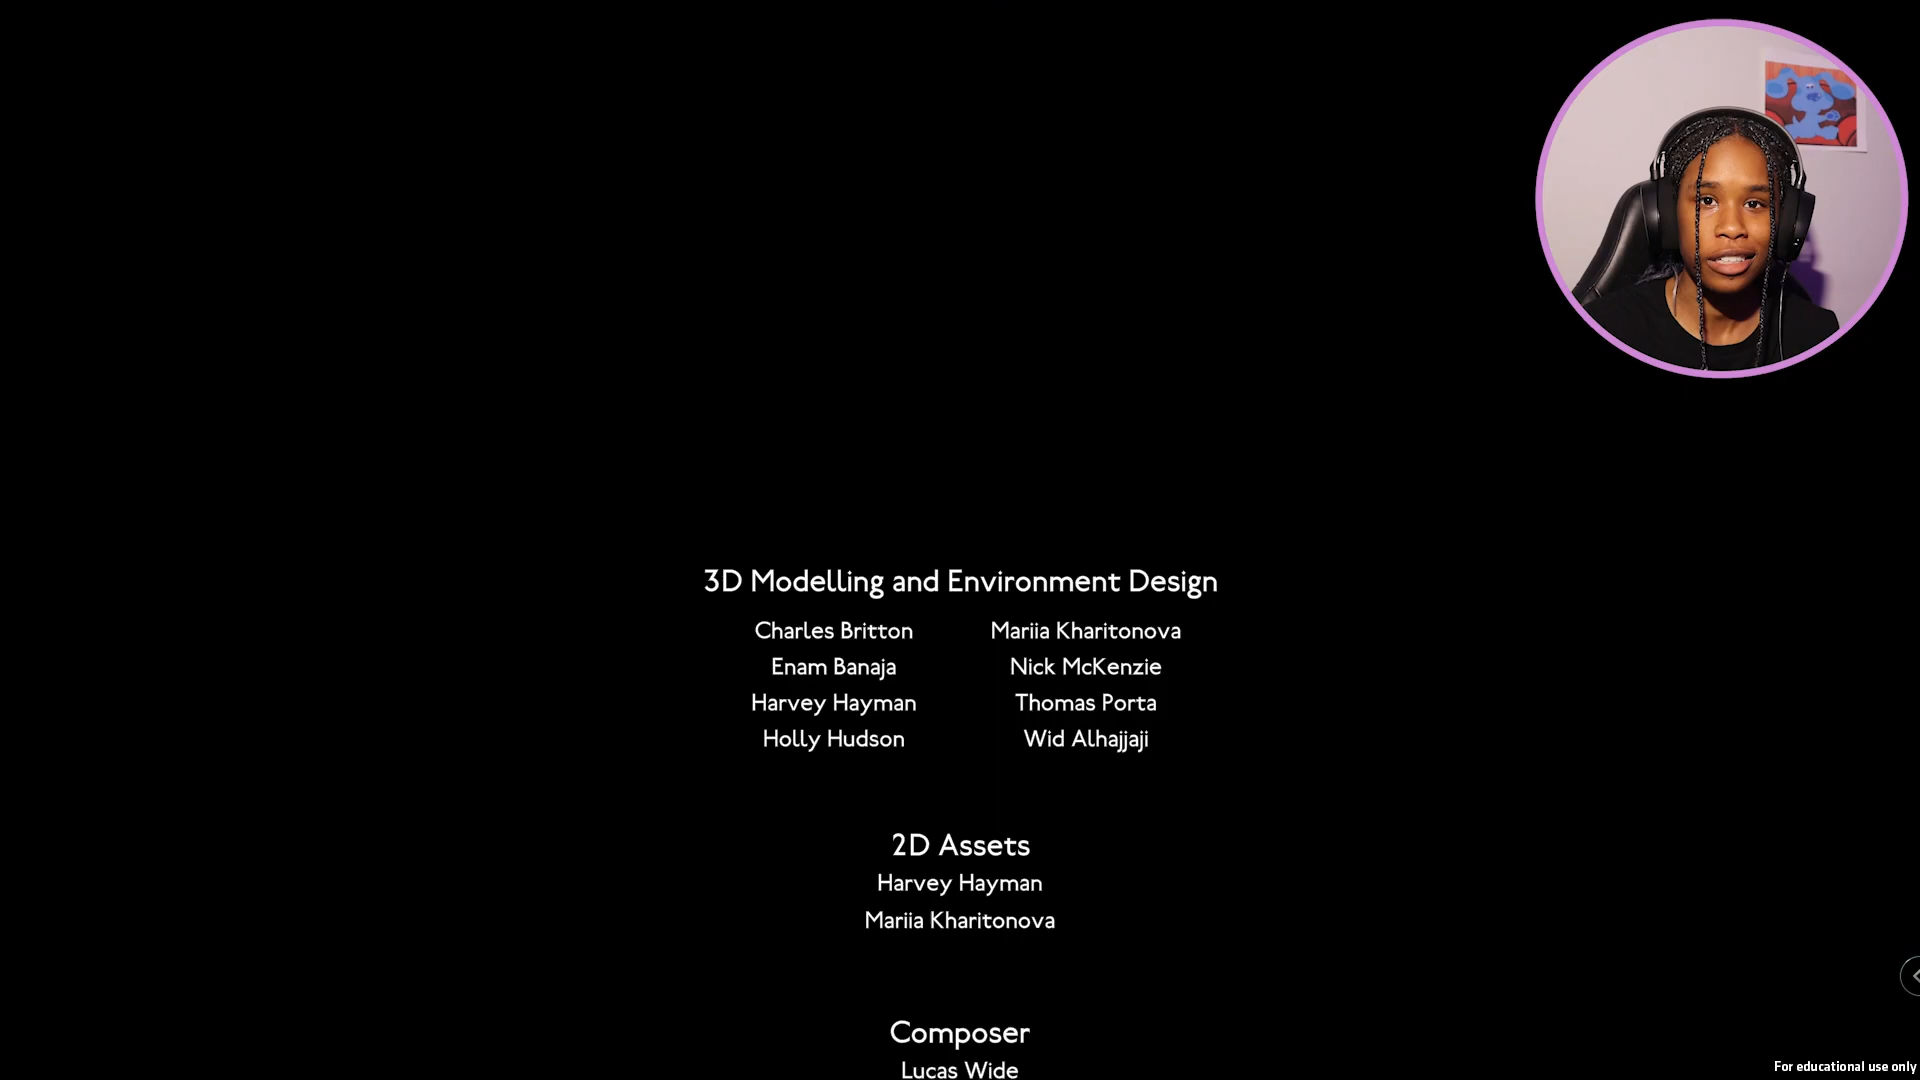 3D Modelling and Environment Design
Charles Britton
Mariia Kharitonova
Enam Banaja
Nick McKenzie
Harvey Hayman
Thomas Porta
Holly Hudson
Wid Alhajjaji
2D Assets
Harvey Hayman
Mariia Kharitonova
Composer
Lucas Wide
For educational use only